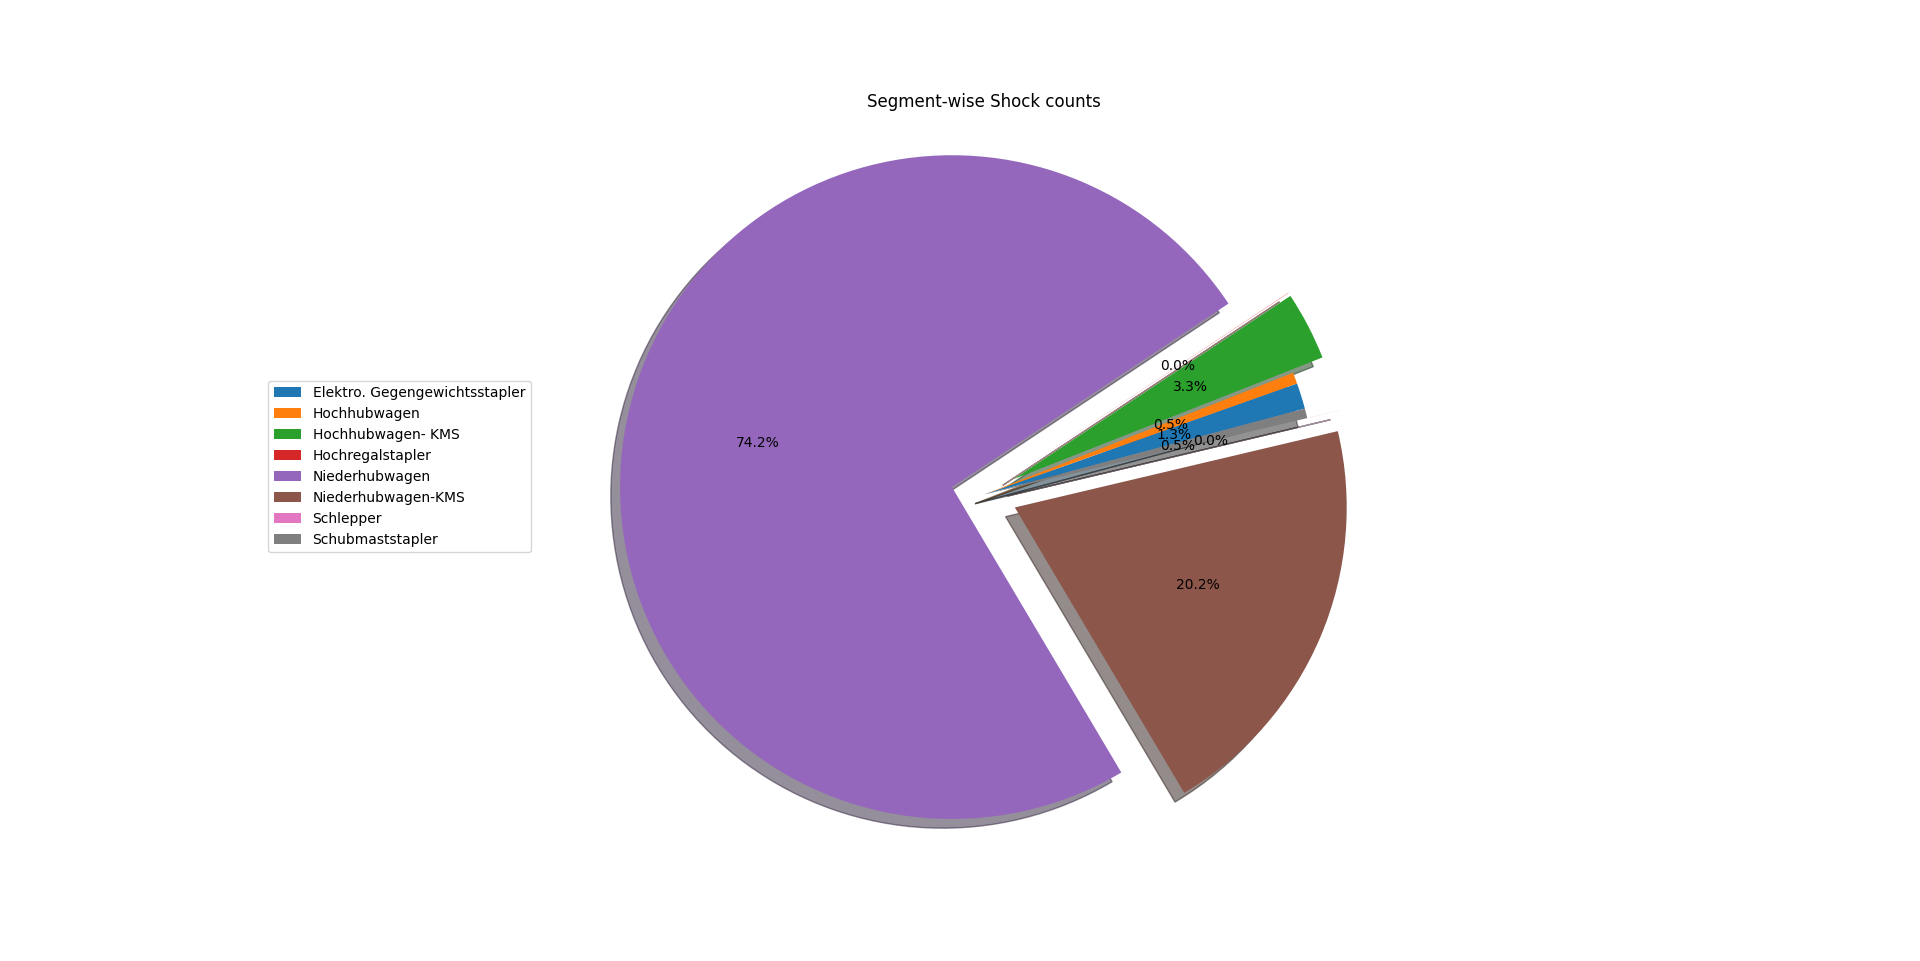 Segment-wise Shock counts
0.0%
3.3%
74.2%
0.5%
1.3%
0.0%
0.5%
20.2%
Elektro. Gegengewichtsstapler
Hochhubwagen
Hochhubwagen- KMS
Hochregalstapler
Niederhubwagen
Niederhubwagen-KMS
Schlepper
Schubmaststapler